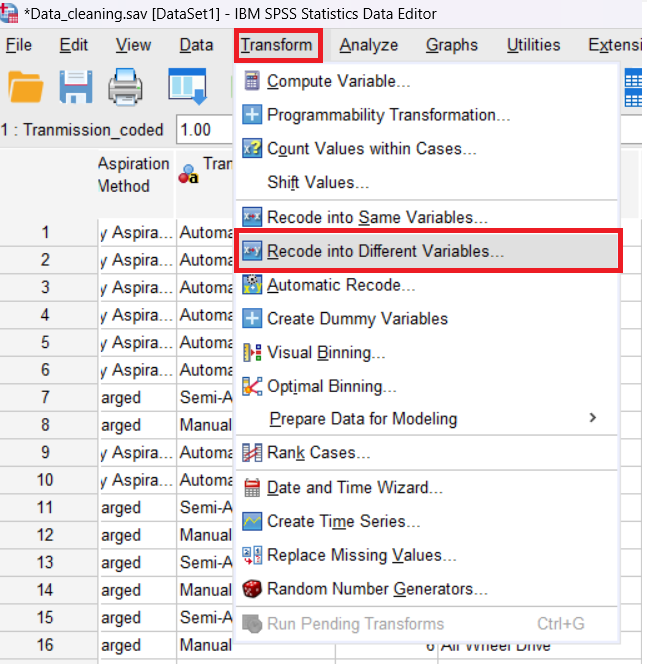 *Data_cleaning.sav [DataSet1] - IBM SPSS Statistics Data Editor
File Edit View Data Transform Analyze Graphs Utilities Extensi
1 : Tranmission_coded 1.00
Aspiration Method
a Tran
Compute Variable...
Programmability Transformation...
Count Values within Cases...
Shift Values...
Recode into Same Variables...
Recode into Different Variables...
Automatic Recode...
Create Dummy Variables
Visual Binning...
Optimal Binning...
Prepare Data for Modeling
Rank Cases...
Date and Time Wizard...
Create Time Series...
Replace Missing Values...
Random Number Generators...
Run Pending Transforms Ctrl+G
1 y Aspira... Automa
2 y Aspira... Automa
3 y Aspira... Automa
4 y Aspira... Automa
5 y Aspira... Automa
6 y Aspira... Automa
7 arged Semi-A
8 arged Manual
9 y Aspira... Automa
10 y Aspira... Automa
11 arged Semi-A
12 arged Manual
13 arged Semi-A
14 arged Manual
15 arged Semi-A
16 arged Manual 6 All Wheel Drive